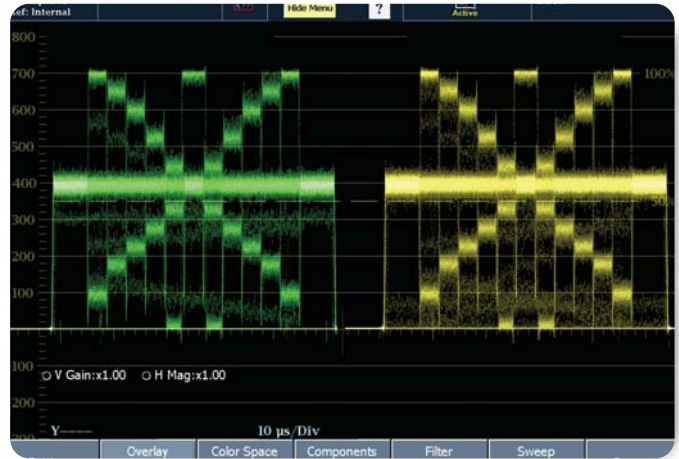 Ref: Internal
Hide Menu
?
Active
800
700
100%
600
500
400
50%
300
200
100
100
V Gain:x1.00 H Mag:x1.00
200
Y----
10 µs/Div
Overlay Color Space Components Filter Sweep